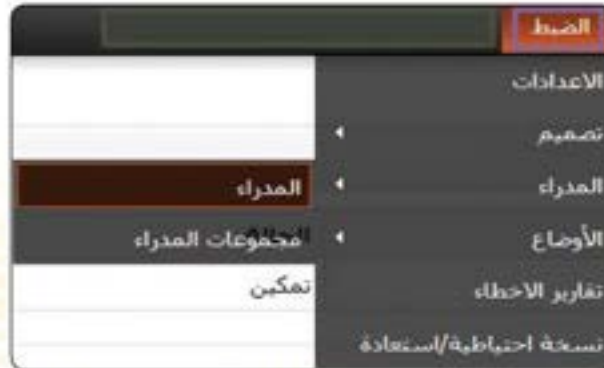 الضبط
الاعدادات
تصميم
المدراء
المدراء
الأوضاع
مجموعات المدراء
تقارير الاخطاء
تمكين
نسخة احتياطية/استعادة